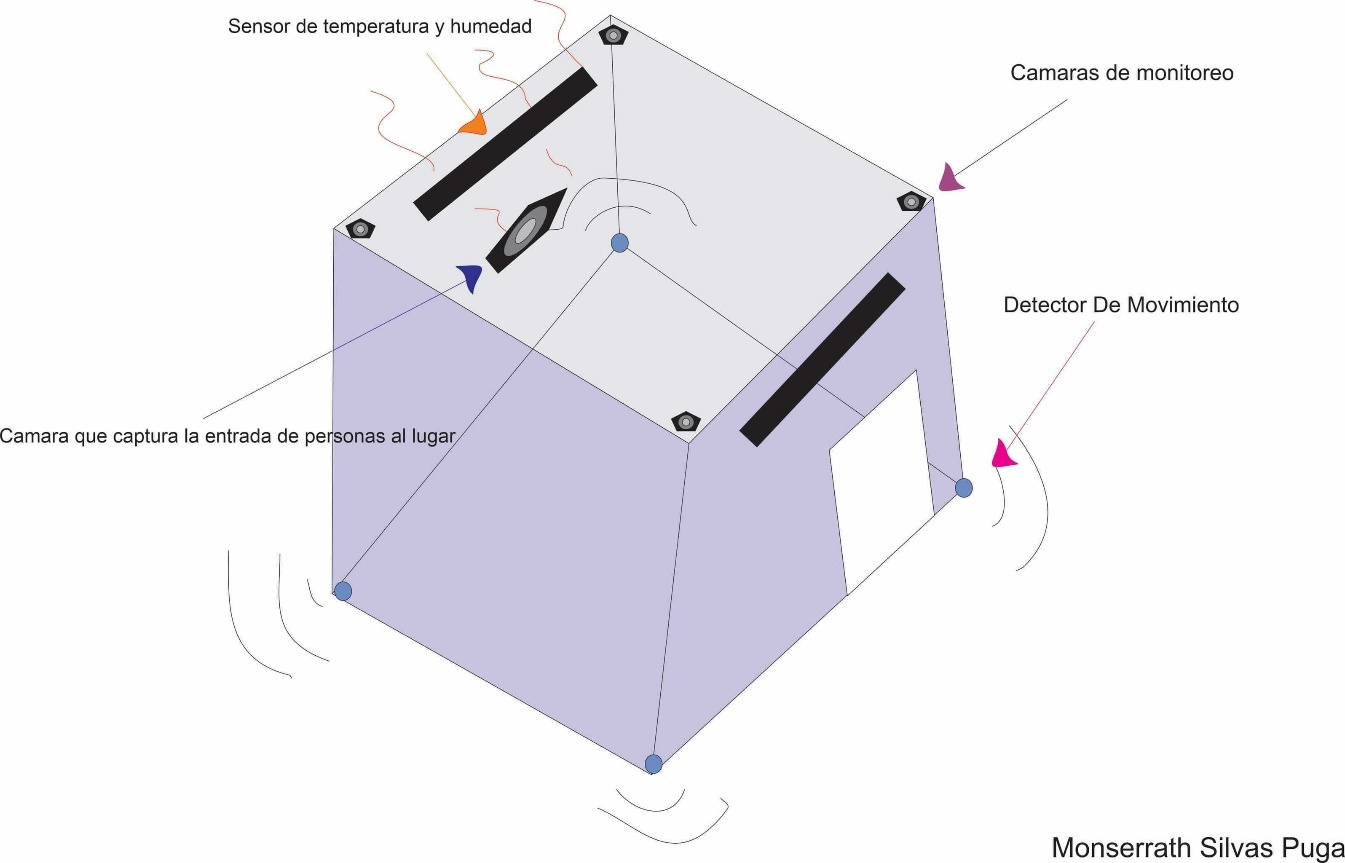 Sensor de temperatura y humedad
Camaras de monitoreo
Detector De Movimiento
Camara que captura la entrada de personas al lugar
Monserrath Silvas Puga